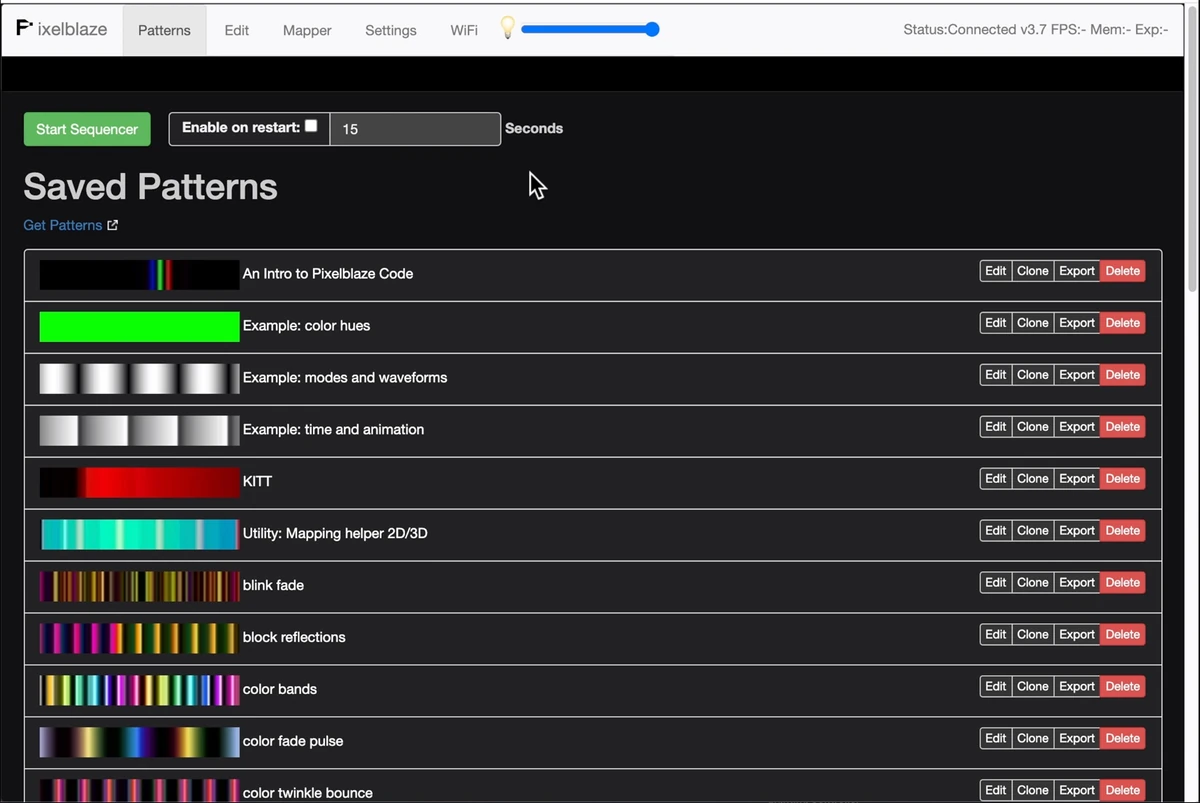 Pixelblaze Patterns Edit Mapper Settings WiFi Status:Connected v3.7 FPS:- Mem:- Exp:-
Start Sequencer Enable on restart: 15 Seconds
Saved Patterns
Get Patterns
An Intro to Pixelblaze Code Edit Clone Export Delete
Example: color hues Edit Clone Export Delete
Example: modes and waveforms Edit Clone Export Delete
Example: time and animation Edit Clone Export Delete
KITT Edit Clone Export Delete
Utility: Mapping helper 2D/3D Edit Clone Export Delete
blink fade Edit Clone Export Delete
block reflections Edit Clone Export Delete
color bands Edit Clone Export Delete
color fade pulse Edit Clone Export Delete
color twinkle bounce Edit Clone Export Delete